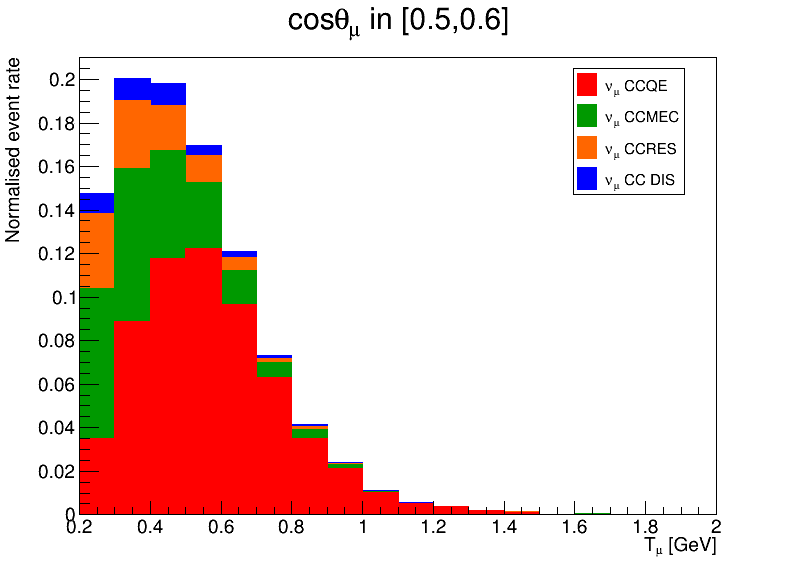 cosθμ in [0.5,0.6]
Normalised event rate
0.2
0.18
0.16
0.14
0.12
0.1
0.08
0.06
0.04
0.02
0
νμ CCQE
νμ CCMEC
νμ CCRES
νμ CC DIS
0.2 0.4 0.6 0.8 1 1.2 1.4 1.6 1.8 2
Tμ [GeV]